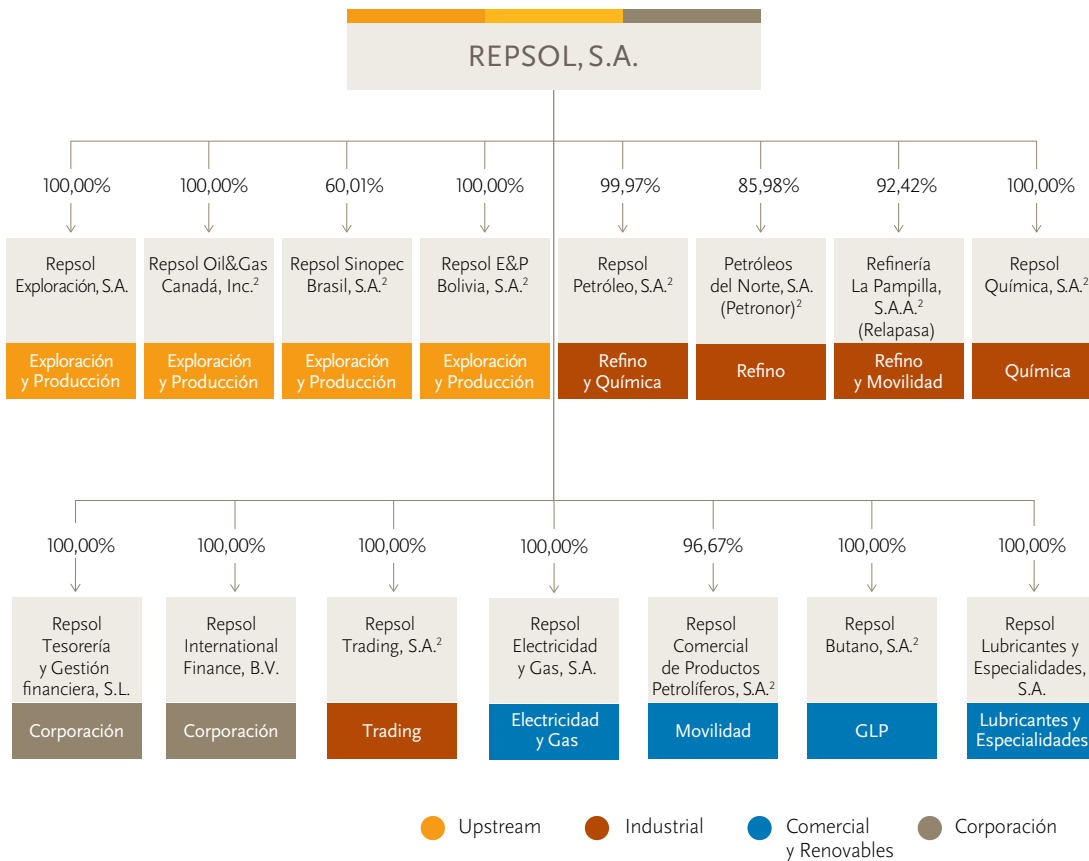 REPSOL, S.A.
100,00%
100,00%
60,01%
100,00%
99,97%
85,98%
92,42%
100,00%
Repsol
Exploración, S.A.
Exploración
y Producción
Repsol Oil&Gas
Canadá, Inc.²
Exploración
y Producción
Repsol Sinopec
Brasil, S.A.²
Exploración
y Producción
Repsol E&P
Bolivia, S.A.²
Exploración
y Producción
Repsol
Petróleo, S.A.²
Refino
y Química
Petróleos
del Norte, S.A.
(Petronor)²
Refino
Refinería
La Pampilla,
S.A.A.²
(Relapasa)
Refino
y Movilidad
Repsol
Química, S.A.²
Química
100,00%
100,00%
100,00%
100,00%
96,67%
100,00%
100,00%
Repsol
Tesorería
y Gestión
financiera, S.L.
Corporación
Repsol
International
Finance, B.V.
Corporación
Repsol
Trading, S.A.²
Trading
Repsol
Electricidad
y Gas, S.A.
Electricidad
y Gas
Repsol
Comercial
de Productos
Petrolíferos, S.A.²
Movilidad
Repsol
Butano, S.A.²
GLP
Repsol
Lubricantes y
Especialidades,
S.A.
Lubricantes y
Especialidades
Upstream
Industrial
Comercial
y Renovables
Corporación